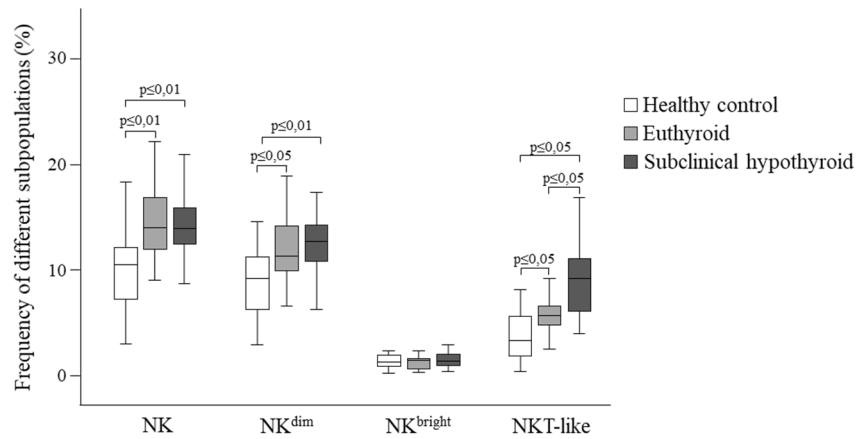 Frequency of different subpopulations (%)
30
20
10
0
p≤0,01
p≤0,01
p≤0,01
p≤0,05
p≤0,05
p≤0,05
p≤0,05
Healthy control
Euthyroid
Subclinical hypothyroid
NK
NKdim
NKbright
NKT-like